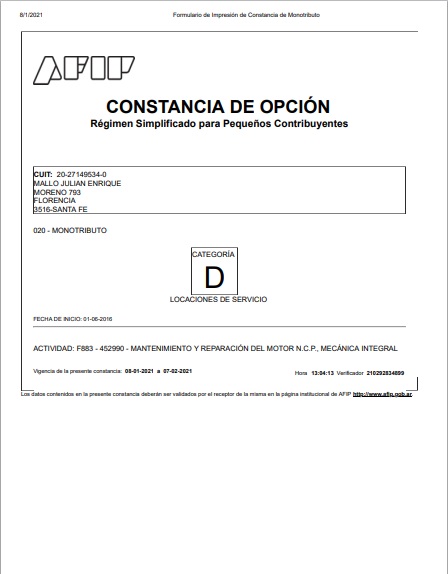 8/1/2021 Formulario de Impresión de Constancia de Monotributo
AFIP
CONSTANCIA DE OPCIÓN
Régimen Simplificado para Pequeños Contribuyentes
CUIT: 20-27149534-0
MALLO JULIAN ENRIQUE
MORENO 793
FLORENCIA
3516-SANTA FE
020 - MONOTRIBUTO
CATEGORÍA
D
LOCACIONES DE SERVICIO
FECHA DE INICIO: 01-06-2016
ACTIVIDAD: F883 - 452990 - MANTENIMIENTO Y REPARACIÓN DEL MOTOR N.C.P., MECÁNICA INTEGRAL
Vigencia de la presente constancia: 08-01-2021 a 07-02-2021 Hora 13:04:13 Verificador 210292834899
Los datos contenidos en la presente constancia deberán ser validados por el receptor de la misma en la página institucional de AFIP http://www.afip.gob.ar.